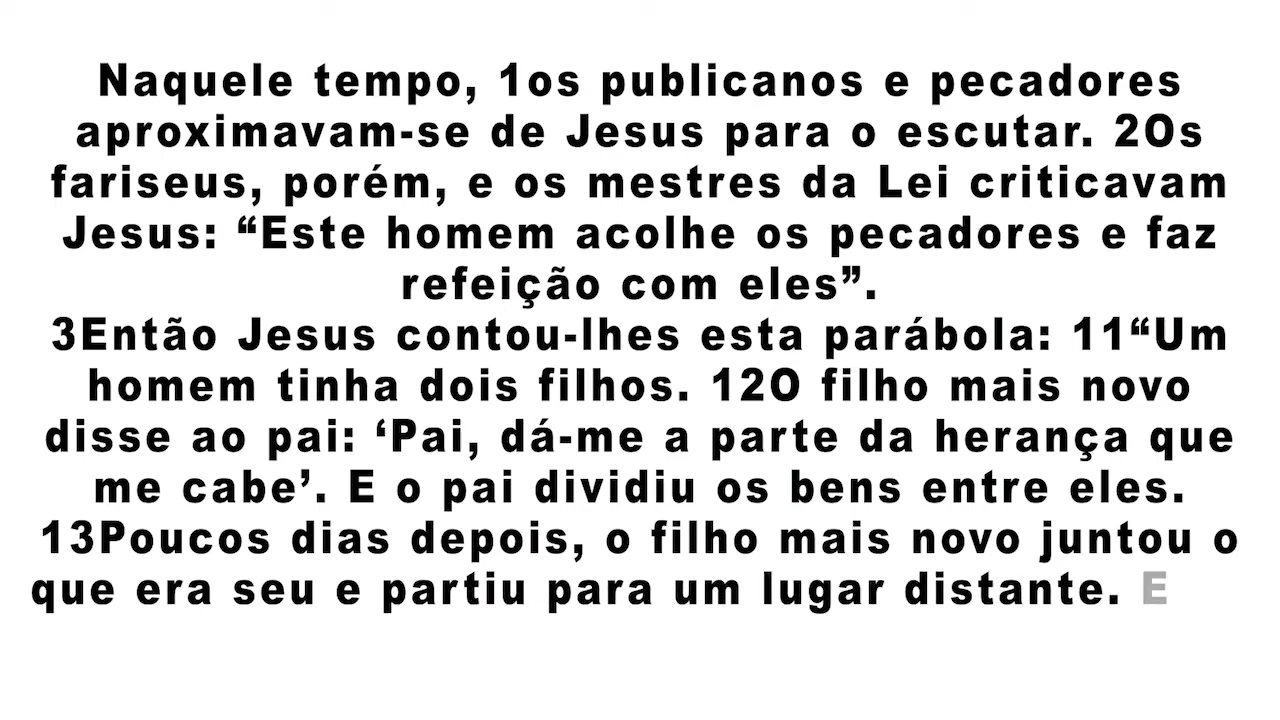 Naquele tempo, 1os publicanos e pecadores
aproximavam-se de Jesus para o escutar. 2Os
fariseus, porém, e os mestres da Lei criticavam
Jesus: “Este homem acolhe os pecadores e faz
refeição com eles”.
3Então Jesus contou-lhes esta parábola: 11“Um
homem tinha dois filhos. 12O filho mais novo
disse ao pai: ‘Pai, dá-me a parte da herança que
me cabe’. E o pai dividiu os bens entre eles.
13Poucos dias depois, o filho mais novo juntou o
que era seu e partiu para um lugar distante. E